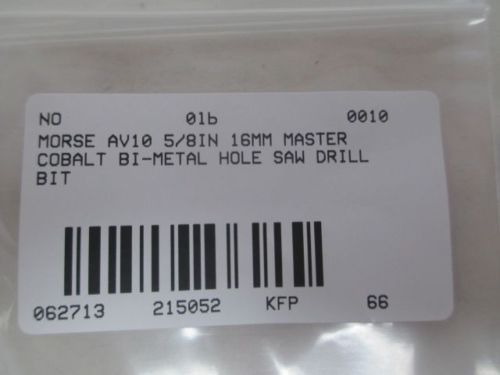 NO 01b 0010
MORSE AV10 5/8IN 16MM MASTER
COBALT BI-METAL HOLE SAW DRILL
BIT
062713 215052 KFP 66